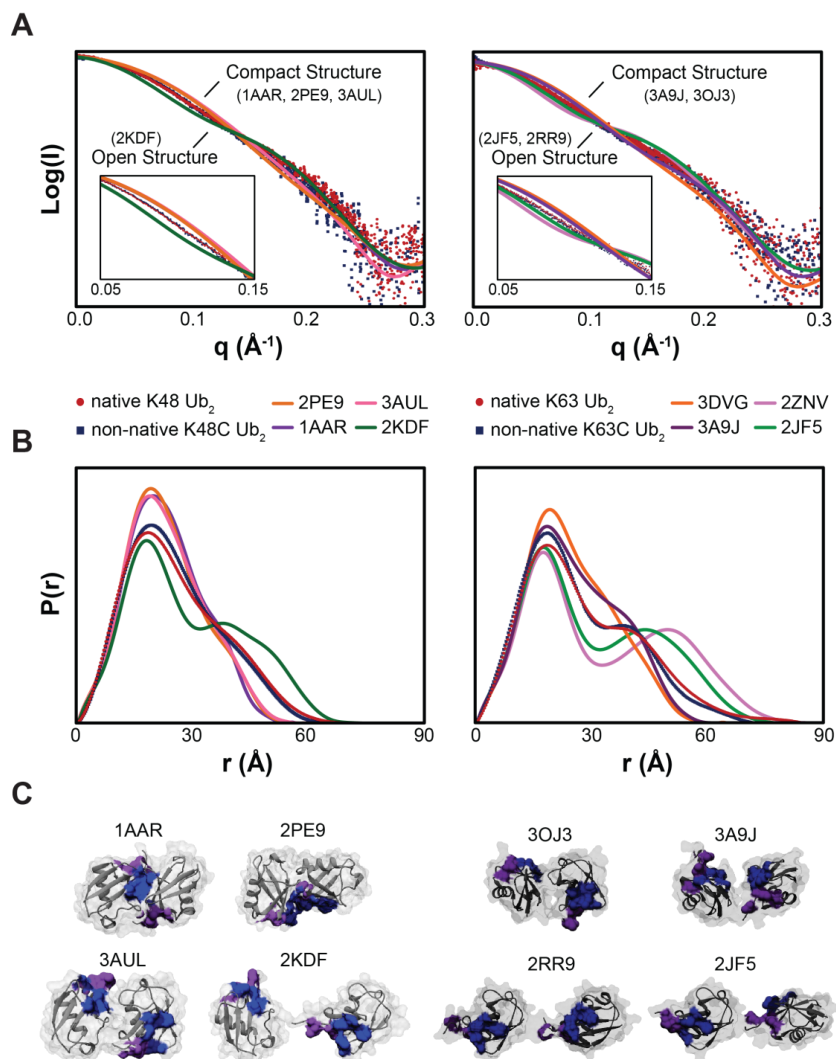 A
Compact Structure
(1AAR, 2PE9, 3AUL)
(2KDF)
Open Structure
0.05 0.15
Log(I)
0.0 0.1 0.2 0.3
q (Å-1)
Compact Structure
(3A9J, 3OJ3)
(2JF5, 2RR9)
Open Structure
0.05 0.15
0.0 0.1 0.2 0.3
q (Å-1)
native K48 Ub2 2PE9 3AUL
non-native K48C Ub2 1AAR 2KDF
native K63 Ub2 3DVG 2ZNV
non-native K63C Ub2 3A9J 2JF5
B
P(r)
0 30 60 90
r (Å)
0 30 60 90
r (Å)
C
1AAR 2PE9 3OJ3 3A9J
3AUL 2KDF 2RR9 2JF5